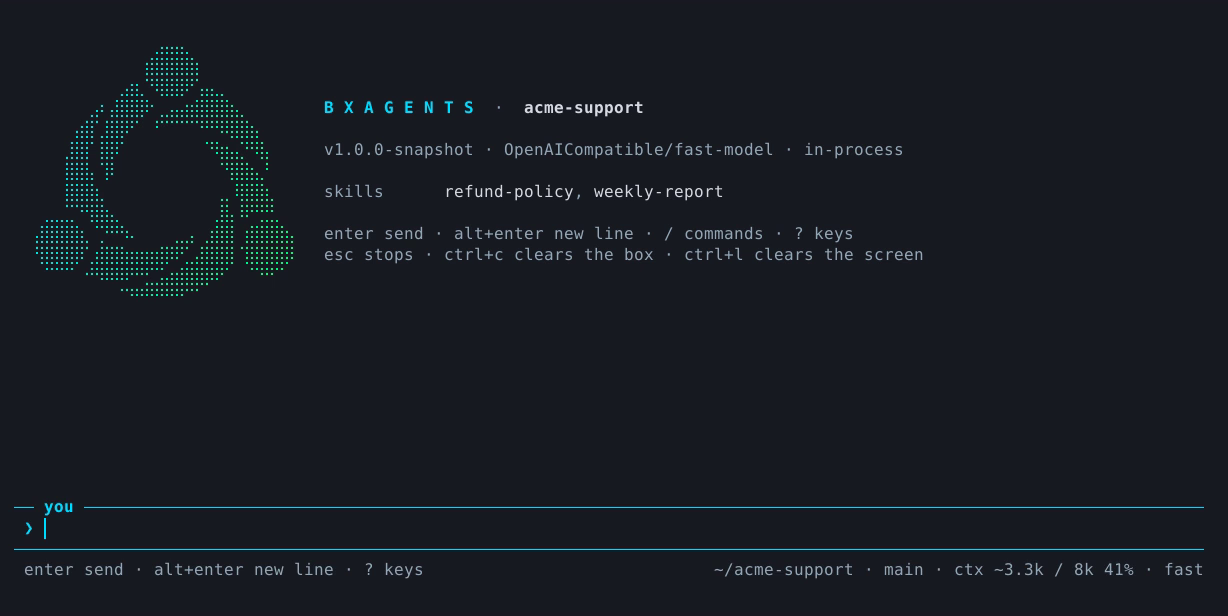 BXAGENTS · acme-support
v1.0.0-snapshot · OpenAICompatible/fast-model · in-process
skills refund-policy, weekly-report
enter send · alt+enter new line · / commands · ? keys
esc stops · ctrl+c clears the box · ctrl+l clears the screen
you
❯
enter send · alt+enter new line · ? keys
~/acme-support · main · ctx ~3.3k / 8k 41% · fast